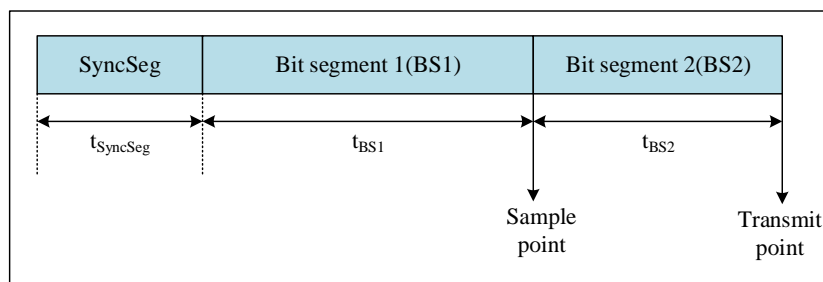 SyncSeg
Bit segment 1(BS1)
Bit segment 2(BS2)
tSyncSeg
tBS1
tBS2
Sample
point
Transmit
point